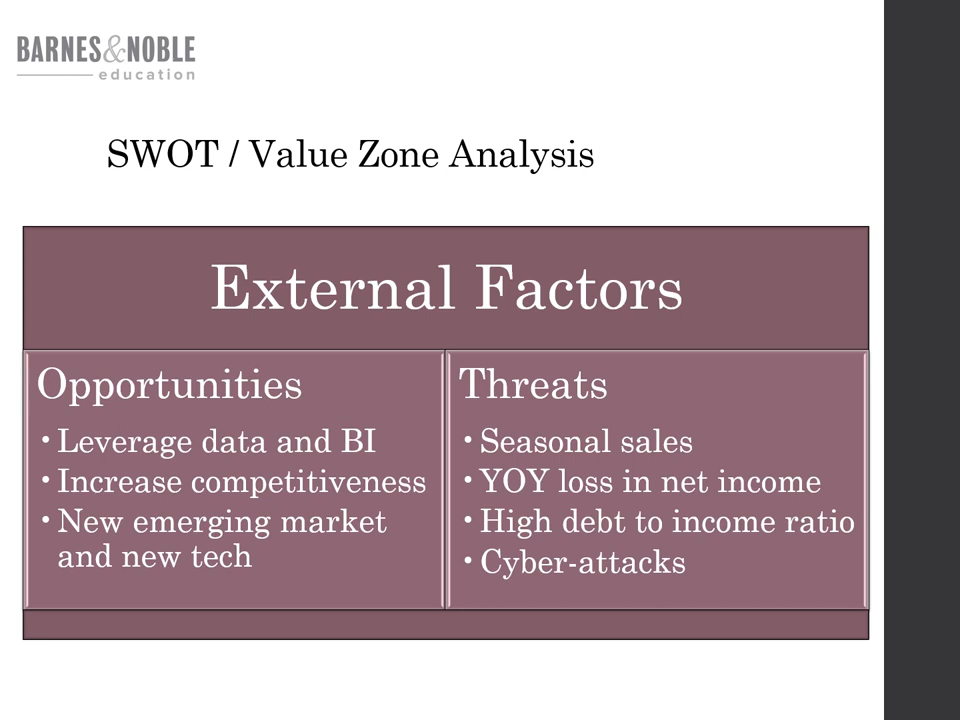 BARNES&NOBLE
education
SWOT / Value Zone Analysis
External Factors
Opportunities
• Leverage data and BI
• Increase competitiveness
• New emerging market
and new tech
Threats
• Seasonal sales
• YOY loss in net income
• High debt to income ratio
• Cyber-attacks